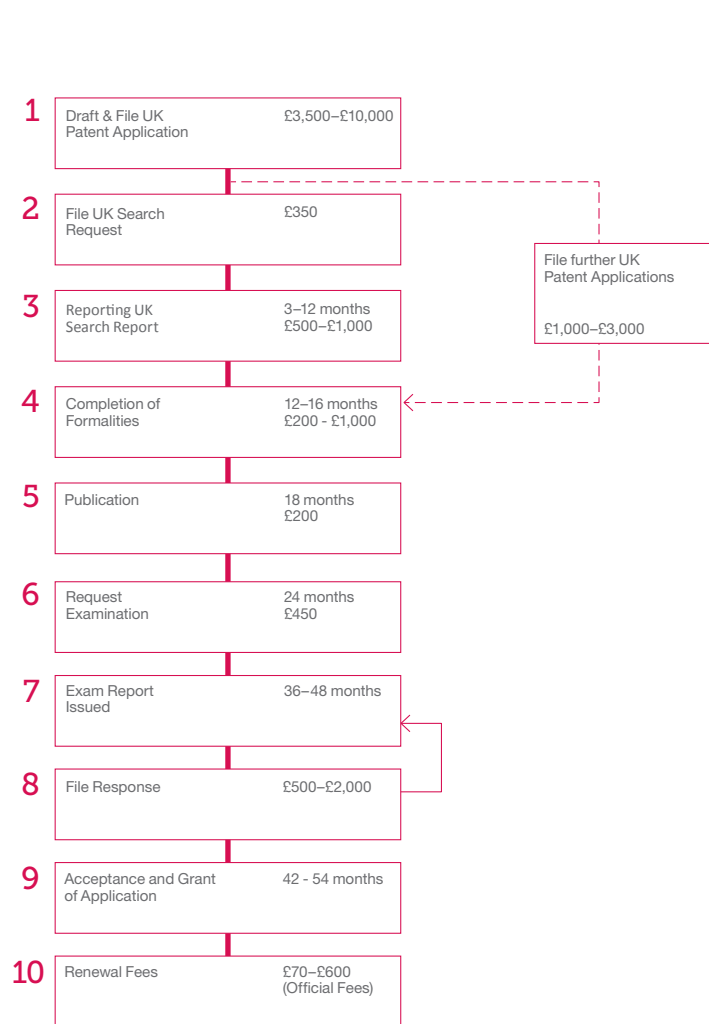 1
Draft & File UK
Patent Application
£3,500–£10,000
2
File UK Search
Request
£350
File further UK
Patent Applications
£1,000–£3,000
3
Reporting UK
Search Report
3–12 months
£500–£1,000
4
Completion of
Formalities
12–16 months
£200 - £1,000
5
Publication
18 months
£200
6
Request
Examination
24 months
£450
7
Exam Report
Issued
36–48 months
8
File Response
£500–£2,000
9
Acceptance and Grant
of Application
42 - 54 months
10
Renewal Fees
£70–£600
(Official Fees)